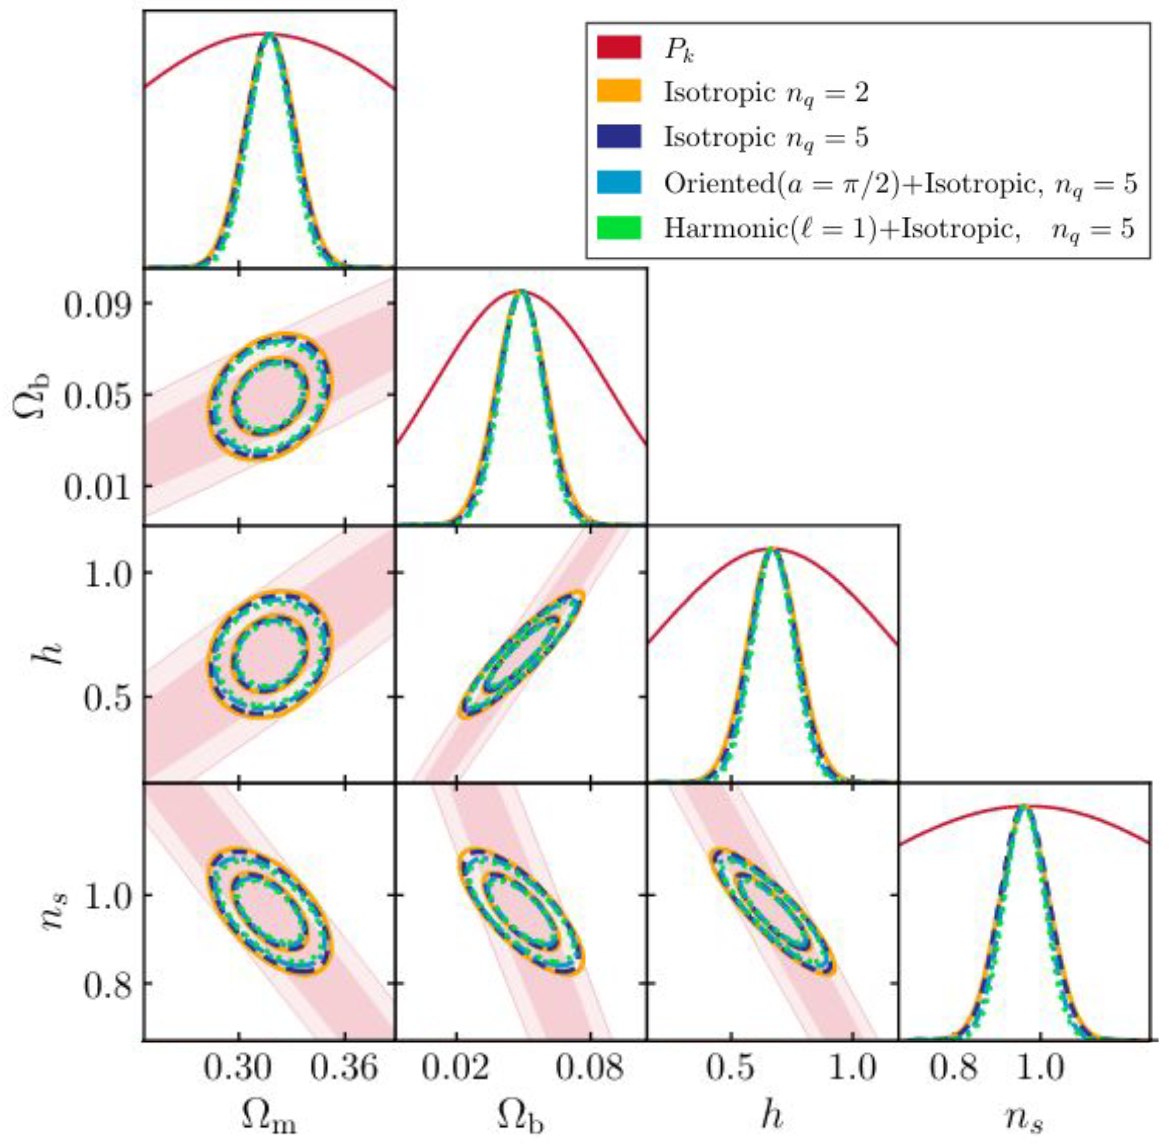 P_k
Isotropic n_q = 2
Isotropic n_q = 5
Oriented(a = π/2)+Isotropic, n_q = 5
Harmonic(ℓ = 1)+Isotropic, n_q = 5
0.09
0.05
0.01
Ω_b
1.0
0.5
h
1.0
0.8
n_s
0.30 0.36 0.02 0.08 0.5 1.0 0.8 1.0
Ω_m Ω_b h n_s